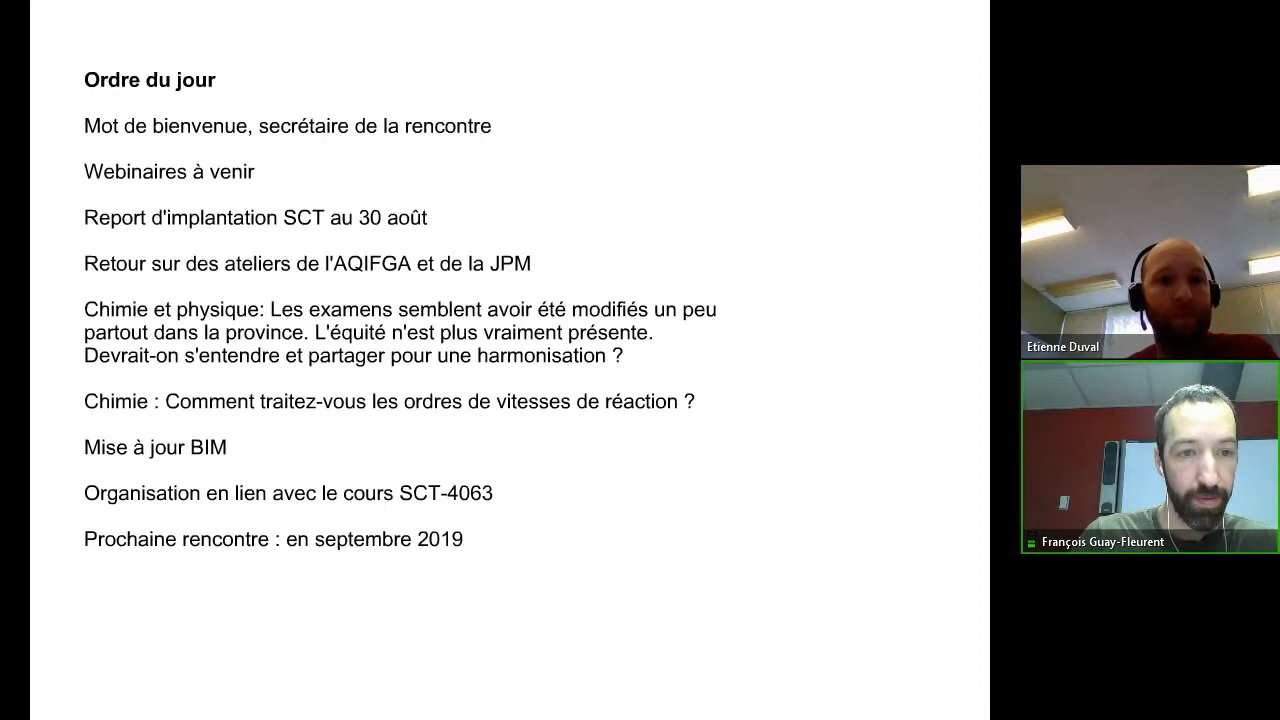 Ordre du jour
Mot de bienvenue, secrétaire de la rencontre
Webinaires à venir
Report d'implantation SCT au 30 août
Retour sur des ateliers de l'AQIFGA et de la JPM
Chimie et physique: Les examens semblent avoir été modifiés un peu
partout dans la province. L'équité n'est plus vraiment présente.
Devrait-on s'entendre et partager pour une harmonisation ?
Chimie : Comment traitez-vous les ordres de vitesses de réaction ?
Mise à jour BIM
Organisation en lien avec le cours SCT-4063
Prochaine rencontre : en septembre 2019
Etienne Duval
François Guay-Fleurent